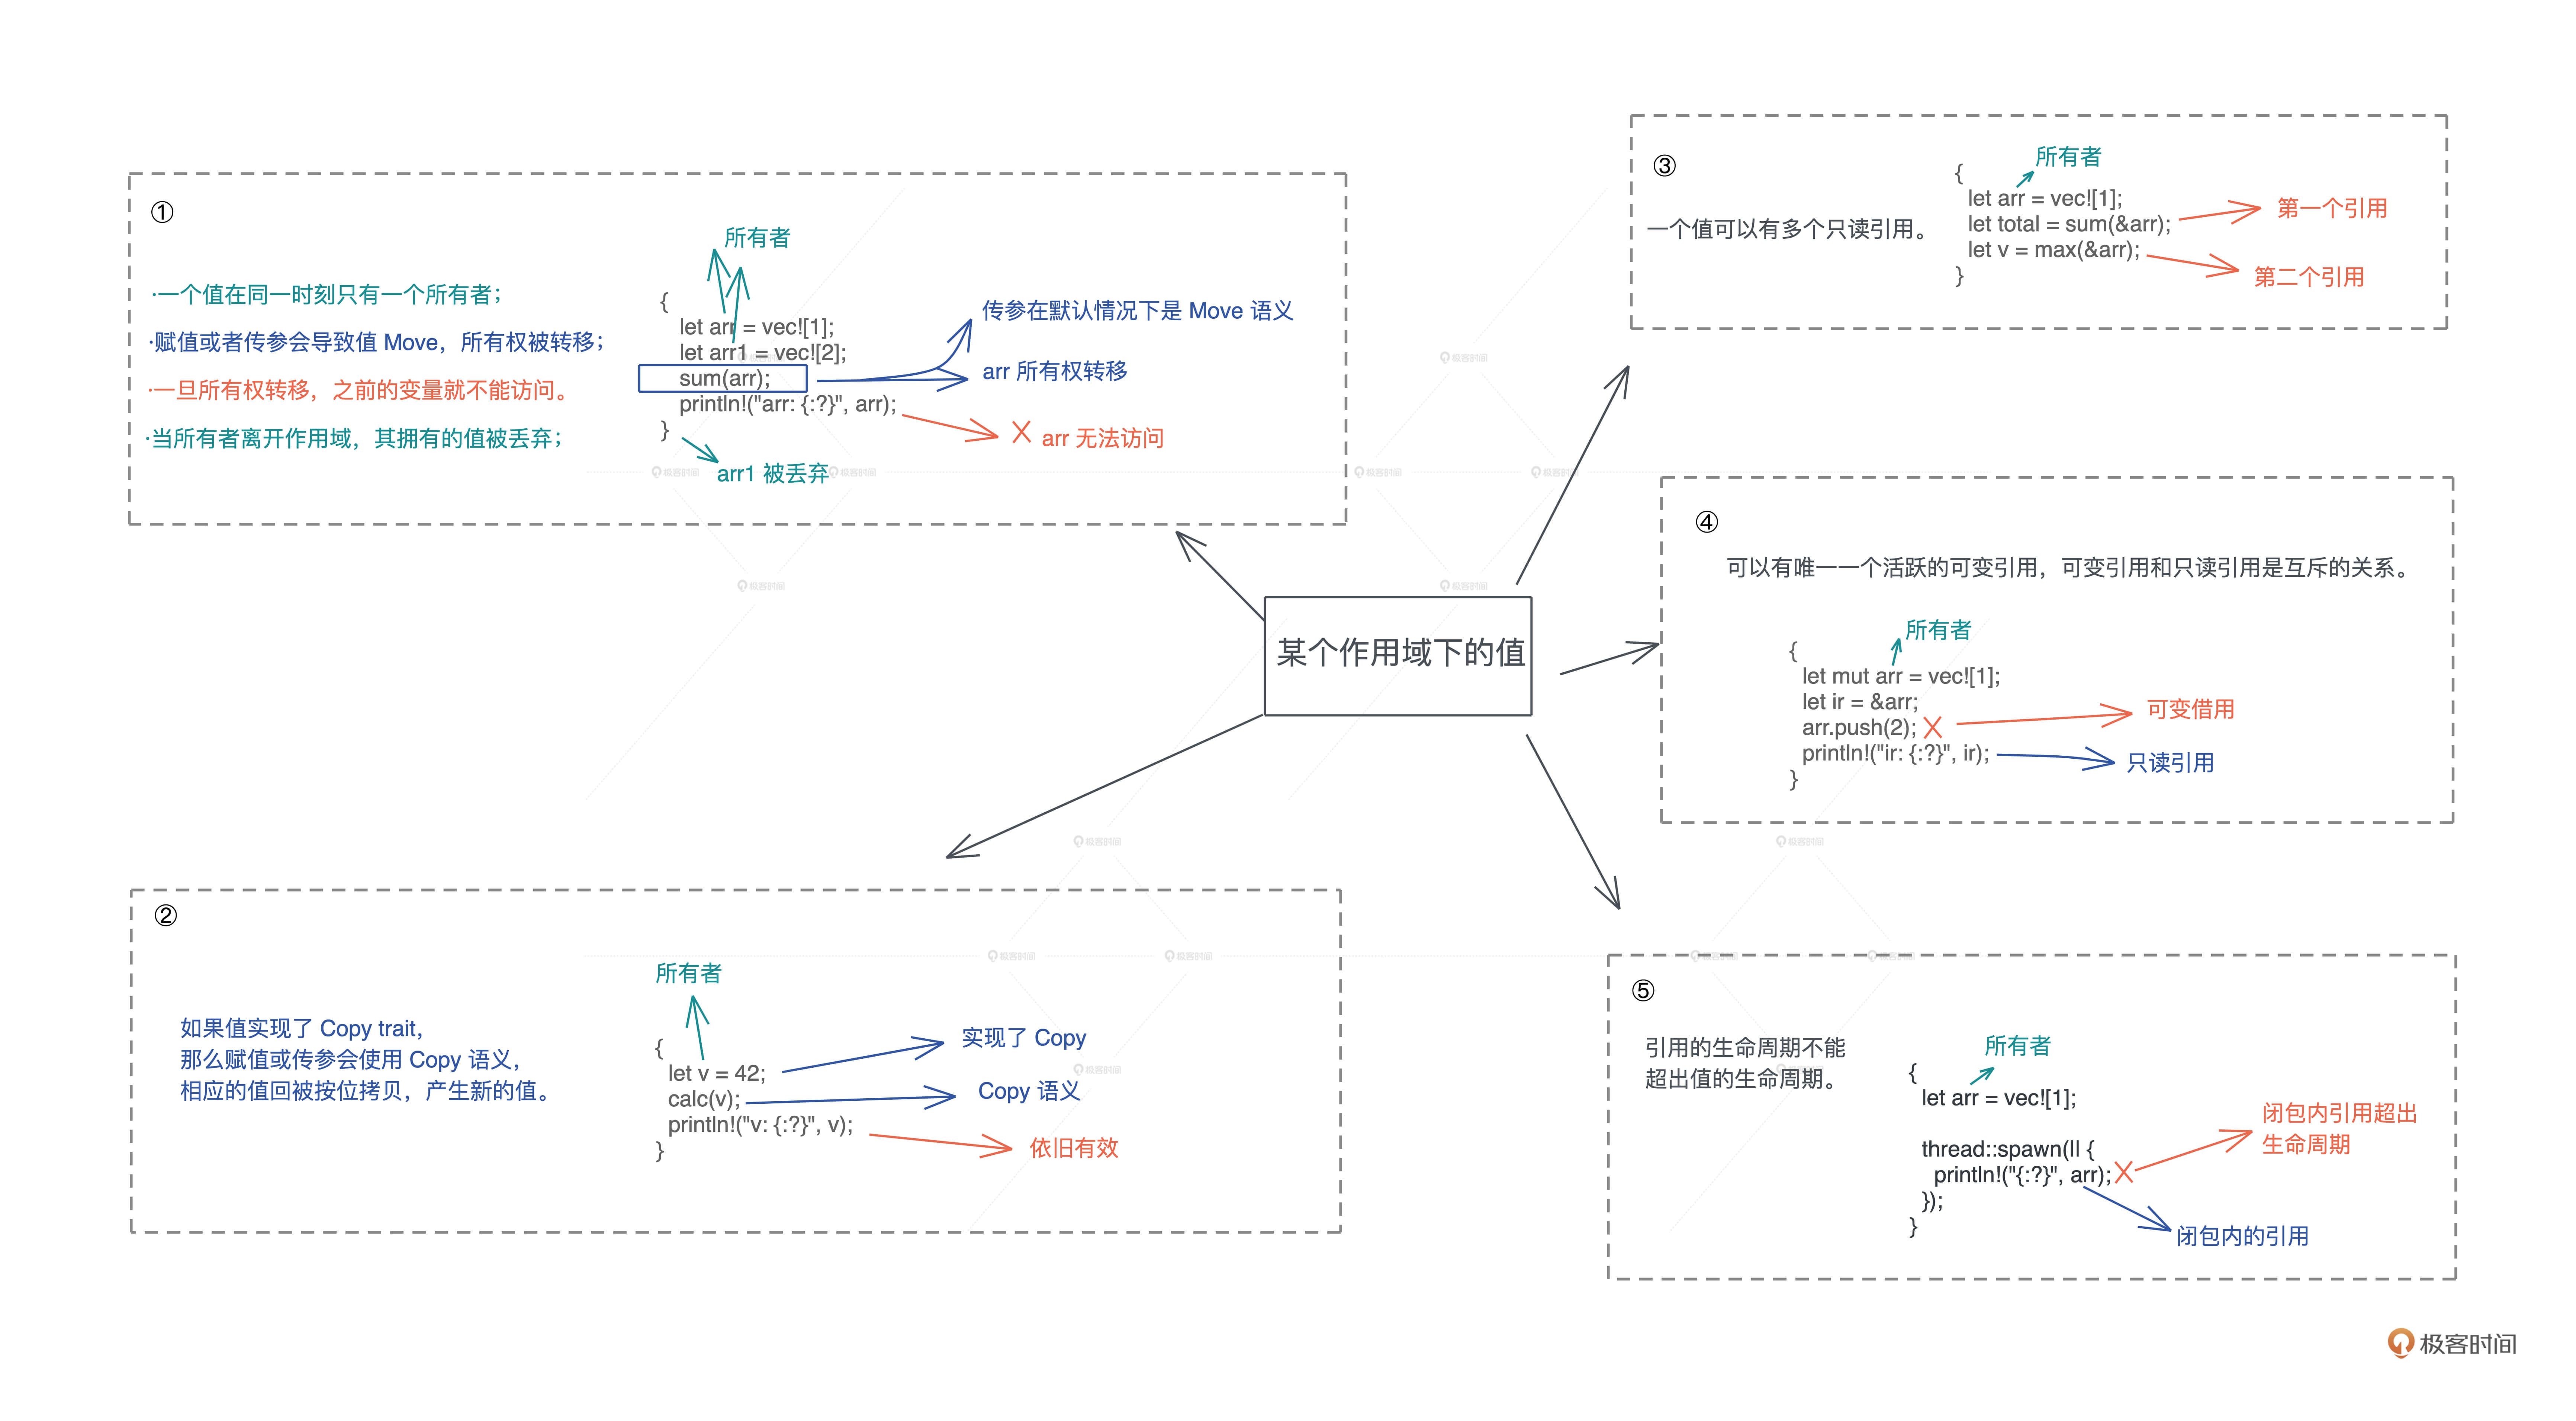 ①
·一个值在同一时刻只有一个所有者；
·赋值或者传参会导致值 Move，所有权被转移；
·一旦所有权转移，之前的变量就不能访问。
·当所有者离开作用域，其拥有的值被丢弃；
所有者
{
let arr = vec![1];
let arr1 = vec![2];
sum(arr);
println!("arr: {:?}", arr);
}
传参在默认情况下是 Move 语义
arr 所有权转移
arr 无法访问
arr1 被丢弃
③
一个值可以有多个只读引用。
所有者
{
let arr = vec![1];
let total = sum(&arr);
let v = max(&arr);
}
第一个引用
第二个引用
某个作用域下的值
④
可以有唯一一个活跃的可变引用，可变引用和只读引用是互斥的关系。
所有者
{
let mut arr = vec![1];
let ir = &arr;
arr.push(2);
println!("ir: {:?}", ir);
}
可变借用
只读引用
②
如果值实现了 Copy trait，
那么赋值或传参会使用 Copy 语义，
相应的值回被按位拷贝，产生新的值。
所有者
{
let v = 42;
calc(v);
println!("v: {:?}", v);
}
实现了 Copy
Copy 语义
依旧有效
⑤
引用的生命周期不能
超出值的生命周期。
所有者
{
let arr = vec![1];
thread::spawn(ll {
println!("{:?}", arr);
});
}
闭包内引用超出
生命周期
闭包内的引用
极客时间